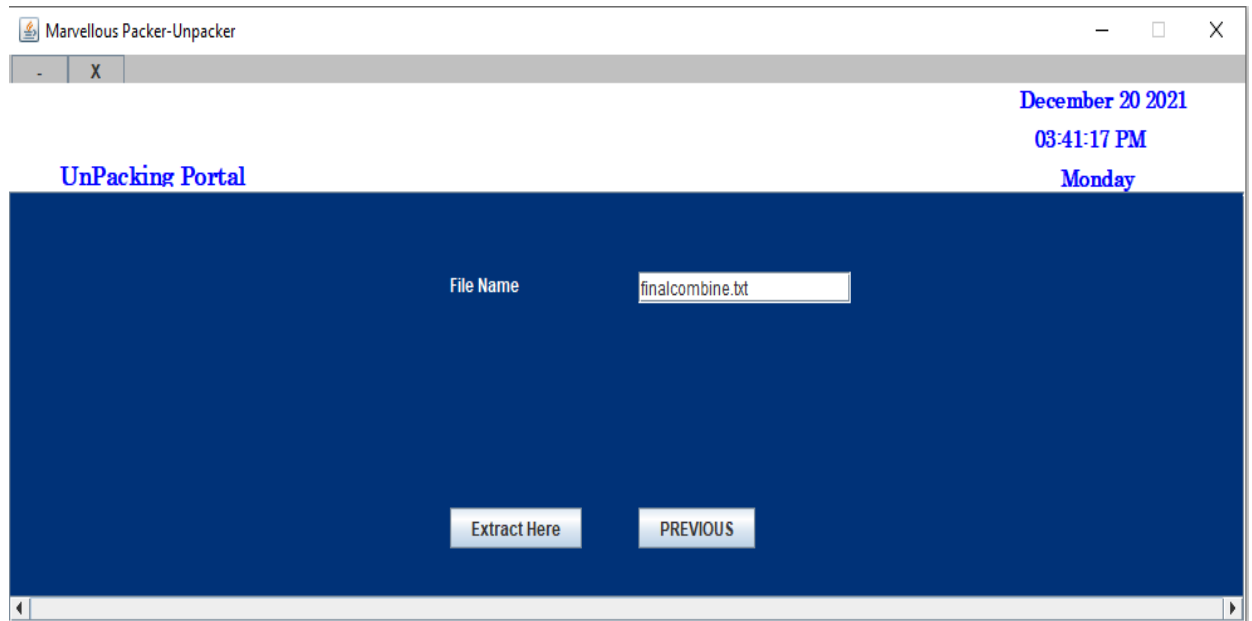 Marvellous Packer-Unpacker
- X
December 20 2021
03:41:17 PM
UnPacking Portal Monday
File Name finalcombine.txt
Extract Here PREVIOUS